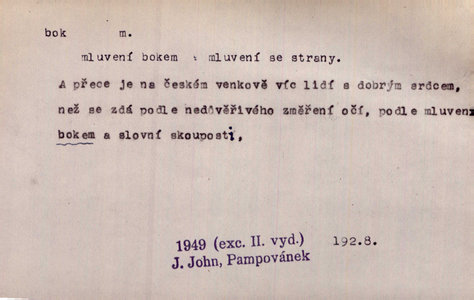 bok m.
mluvení bokem : mluvení se strany.
A přece je na českém venkově víc lidí s dobrým srdcem,
než se zdá podle nedůvěřivého změření očí, podle mluvení
bokem a slovní skouposti,
1949 (exc. II. vyd.) 192.8.
J. John, Pampovánek